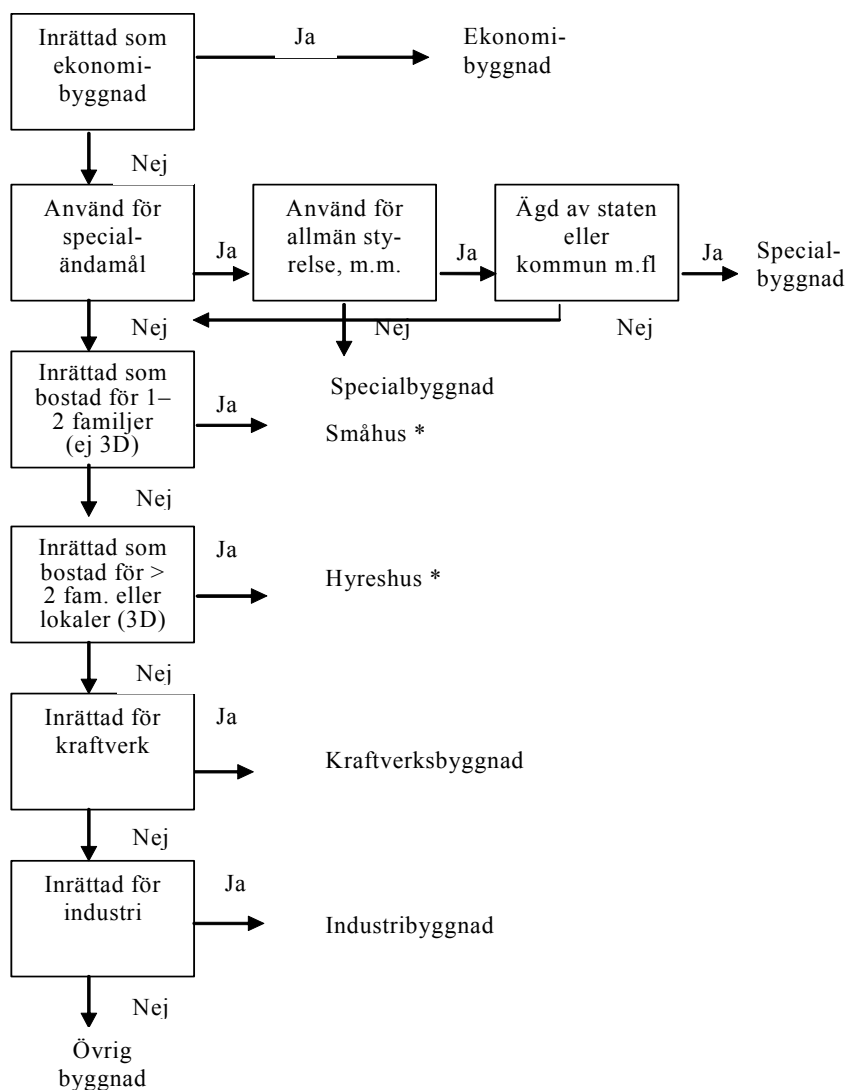 Inrättad som
ekonomi-
byggnad
Ja
Ekonomi-
byggnad
Nej
Använd för
special-
ändamål
Ja
Använd för
allmän sty-
relse, m.m.
Ja
Ägd av staten
eller
kommun m.fl
Ja
Special-
byggnad
Nej
Nej
Nej
Specialbyggnad
Inrättad som
bostad för 1–
2 familjer
(ej 3D)
Ja
Småhus *
Nej
Inrättad som
bostad för >
2 fam. eller
lokaler (3D)
Ja
Hyreshus *
Nej
Inrättad för
kraftverk
Ja
Kraftverksbyggnad
Nej
Inrättad för
industri
Ja
Industribyggnad
Nej
Övrig
byggnad